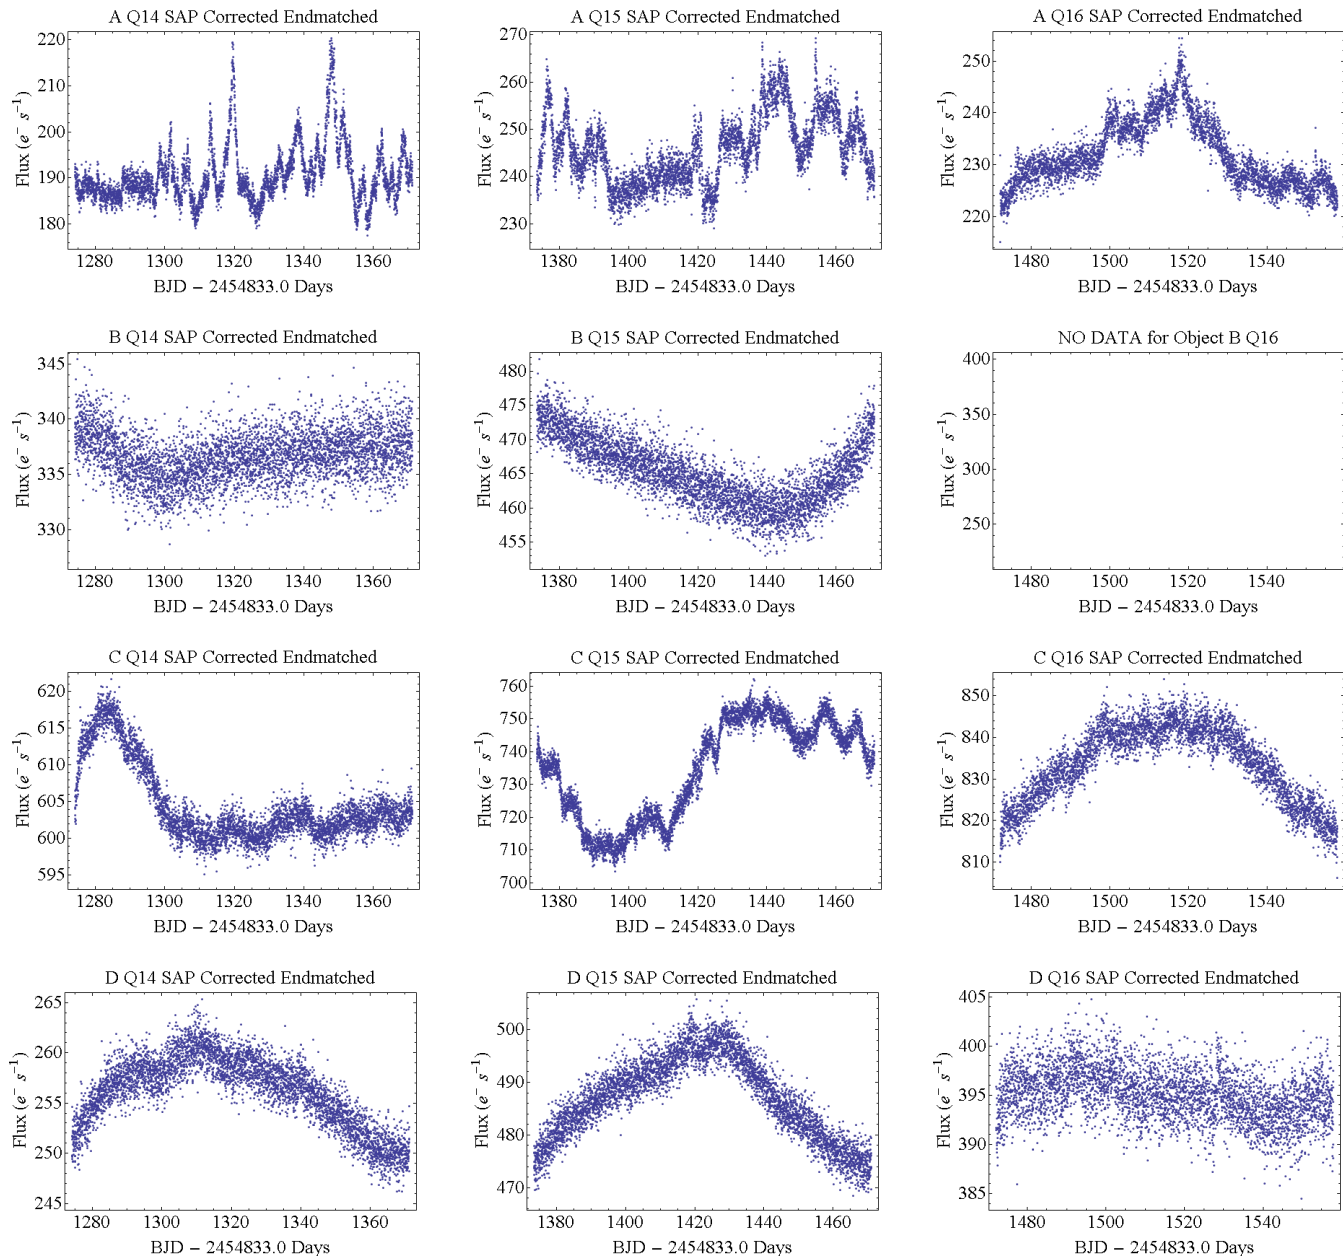 A Q14 SAP Corrected Endmatched
220
210
200
190
180
Flux (e⁻ s⁻¹)
1280 1300 1320 1340 1360
BJD − 2454833.0 Days
A Q15 SAP Corrected Endmatched
270
260
250
240
230
Flux (e⁻ s⁻¹)
1380 1400 1420 1440 1460
BJD − 2454833.0 Days
A Q16 SAP Corrected Endmatched
250
240
230
220
Flux (e⁻ s⁻¹)
1480 1500 1520 1540
BJD − 2454833.0 Days
B Q14 SAP Corrected Endmatched
345
340
335
330
Flux (e⁻ s⁻¹)
1280 1300 1320 1340 1360
BJD − 2454833.0 Days
B Q15 SAP Corrected Endmatched
480
475
470
465
460
455
Flux (e⁻ s⁻¹)
1380 1400 1420 1440 1460
BJD − 2454833.0 Days
NO DATA for Object B Q16
400
350
300
250
Flux (e⁻ s⁻¹)
1480 1500 1520 1540
BJD − 2454833.0 Days
C Q14 SAP Corrected Endmatched
620
615
610
605
600
595
Flux (e⁻ s⁻¹)
1280 1300 1320 1340 1360
BJD − 2454833.0 Days
C Q15 SAP Corrected Endmatched
760
750
740
730
720
710
700
Flux (e⁻ s⁻¹)
1380 1400 1420 1440 1460
BJD − 2454833.0 Days
C Q16 SAP Corrected Endmatched
850
840
830
820
810
Flux (e⁻ s⁻¹)
1480 1500 1520 1540
BJD − 2454833.0 Days
D Q14 SAP Corrected Endmatched
265
260
255
250
245
Flux (e⁻ s⁻¹)
1280 1300 1320 1340 1360
BJD − 2454833.0 Days
D Q15 SAP Corrected Endmatched
500
490
480
470
Flux (e⁻ s⁻¹)
1380 1400 1420 1440 1460
BJD − 2454833.0 Days
D Q16 SAP Corrected Endmatched
405
400
395
390
385
Flux (e⁻ s⁻¹)
1480 1500 1520 1540
BJD − 2454833.0 Days